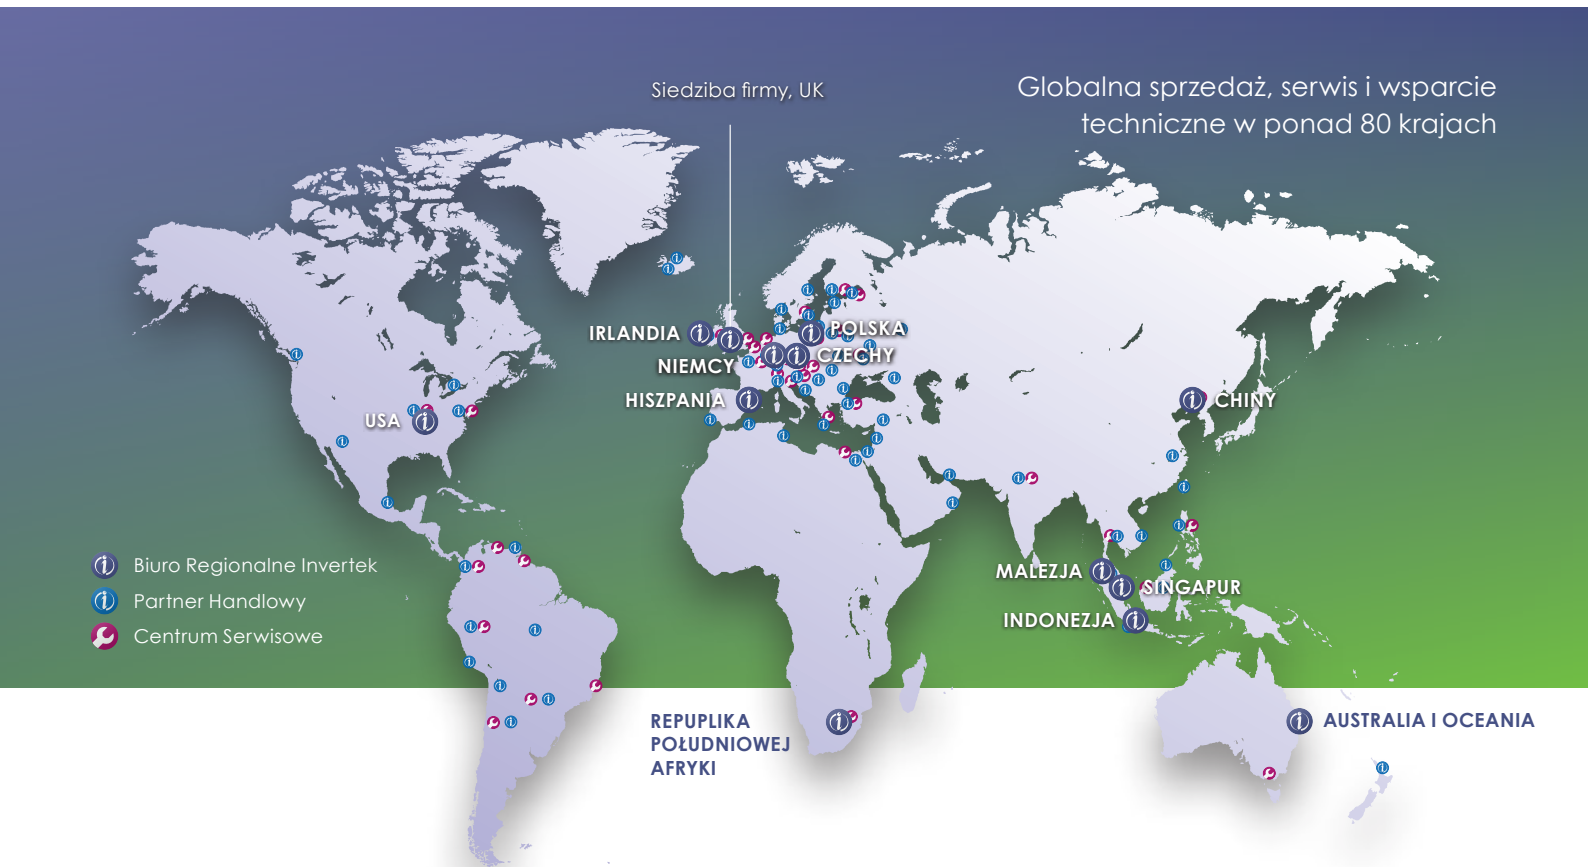 Siedziba firmy, UK
Globalna sprzedaż, serwis i wsparcie
techniczne w ponad 80 krajach
IRLANDIA
POLSKA
NIEMCY
CZECHY
HISZPANIA
USA
CHINY
Biuro Regionalne Invertek
Partner Handlowy
Centrum Serwisowe
MALEZJA
SINGAPUR
INDONEZJA
REPUPLIKA
POŁUDNIOWEJ
AFRYKI
AUSTRALIA I OCEANIA